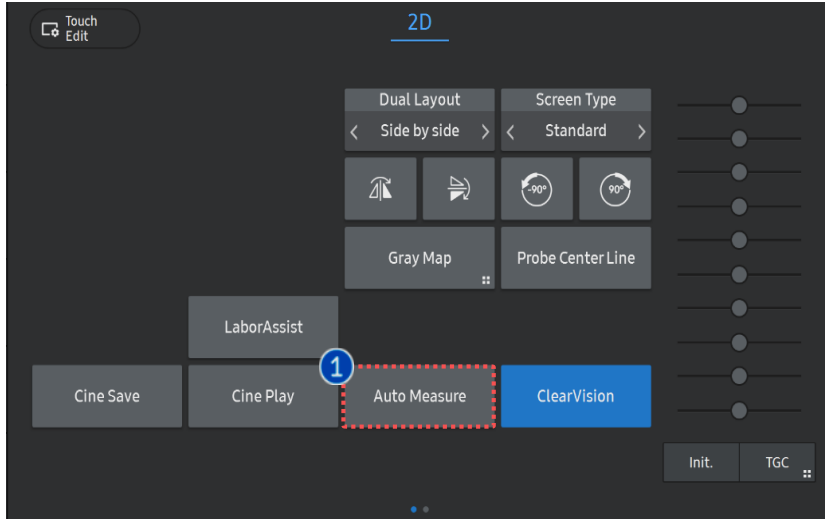 Touch
Edit
2D
Dual Layout
Screen Type
Side by side
Standard
-90°
90°
Gray Map
Probe Center Line
LaborAssist
1
Cine Save
Cine Play
Auto Measure
ClearVision
Init.
TGC